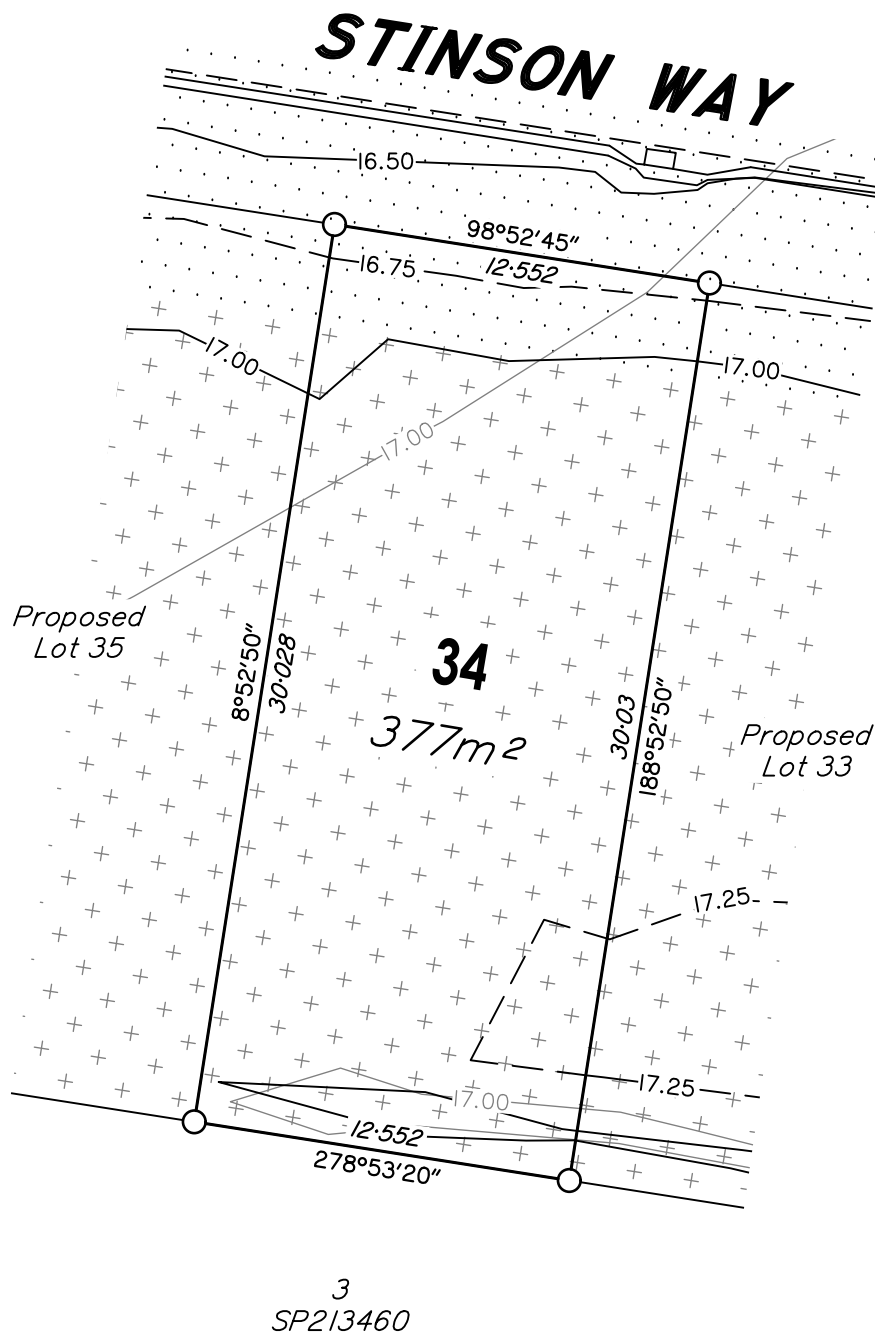 STINSON WAY
16.50
98°52'45"
12·552
16.75
17.00
17.00
17.00
Proposed
Lot 35
8°52'50"
30·028
34
377m²
30·03
188°52'50"
Proposed
Lot 33
17.25
17.25
17.00
12·552
278°53'20"
3
SP213460